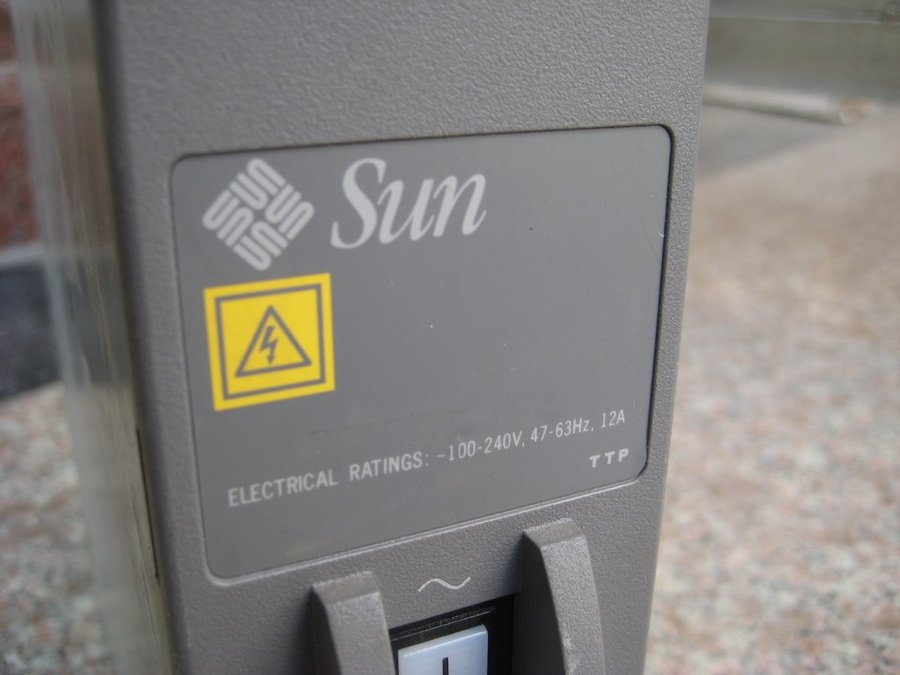 Sun
ELECTRICAL RATINGS: ~100-240V, 47-63Hz, 12A
TTP